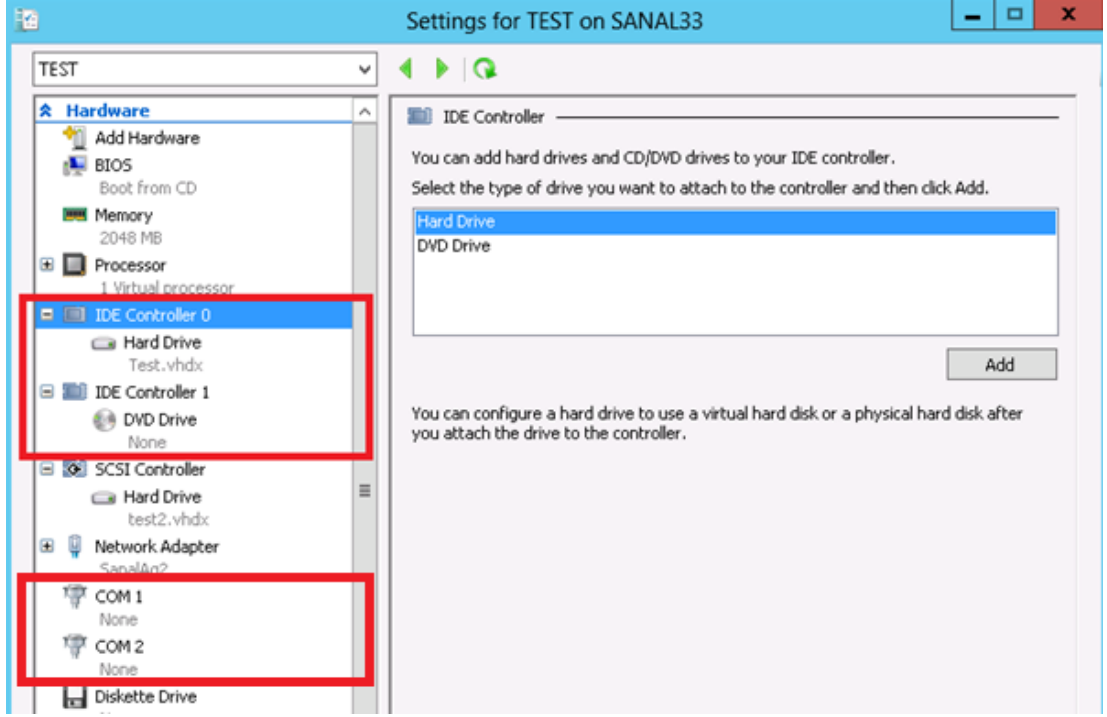 Settings for TEST on SANAL33
TEST
Hardware
Add Hardware
BIOS
Boot from CD
Memory
2048 MB
Processor
1 Virtual processor
IDE Controller 0
Hard Drive
Test.vhdx
IDE Controller 1
DVD Drive
None
SCSI Controller
Hard Drive
test2.vhdx
Network Adapter
SanalAg2
COM 1
None
COM 2
None
Diskette Drive
IDE Controller
You can add hard drives and CD/DVD drives to your IDE controller.
Select the type of drive you want to attach to the controller and then click Add.
Hard Drive
DVD Drive
Add
You can configure a hard drive to use a virtual hard disk or a physical hard disk after
you attach the drive to the controller.